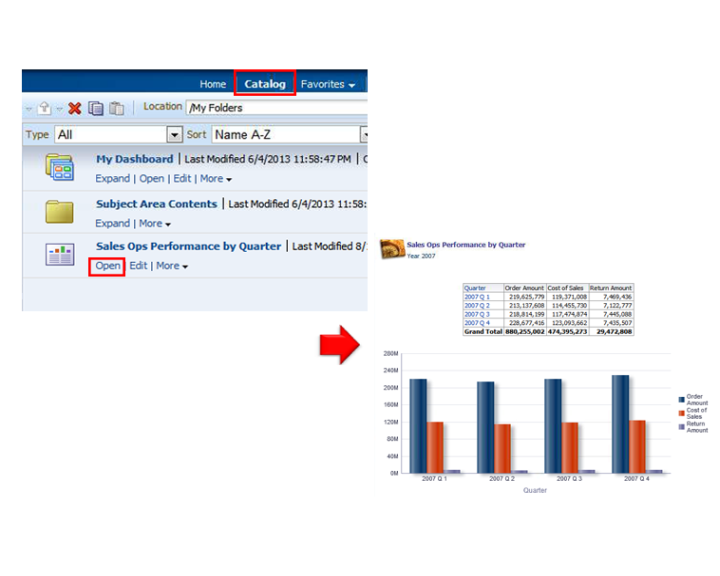 Home Catalog Favorites
Location /My Folders
Type All Sort Name A-Z
My Dashboard | Last Modified 6/4/2013 11:58:47 PM |
Expand | Open | Edit | More
Subject Area Contents | Last Modified 6/4/2013 11:58:
Expand | More
Sales Ops Performance by Quarter | Last Modified 8/
Open Edit | More
Sales Ops Performance by Quarter
Year 2007
Quarter Order Amount Cost of Sales Return Amount
2007 Q 1 219,625,779 119,371,008 7,469,436
2007 Q 2 213,137,608 114,455,730 7,122,777
2007 Q 3 218,814,199 117,474,874 7,445,088
2007 Q 4 228,677,416 123,093,662 7,435,507
Grand Total 880,255,002 474,395,273 29,472,808
280M
240M
200M
160M
120M
80M
40M
0M
2007 Q 1 2007 Q 2 2007 Q 3 2007 Q 4
Quarter
Order
Amount
Cost of
Sales
Return
Amount